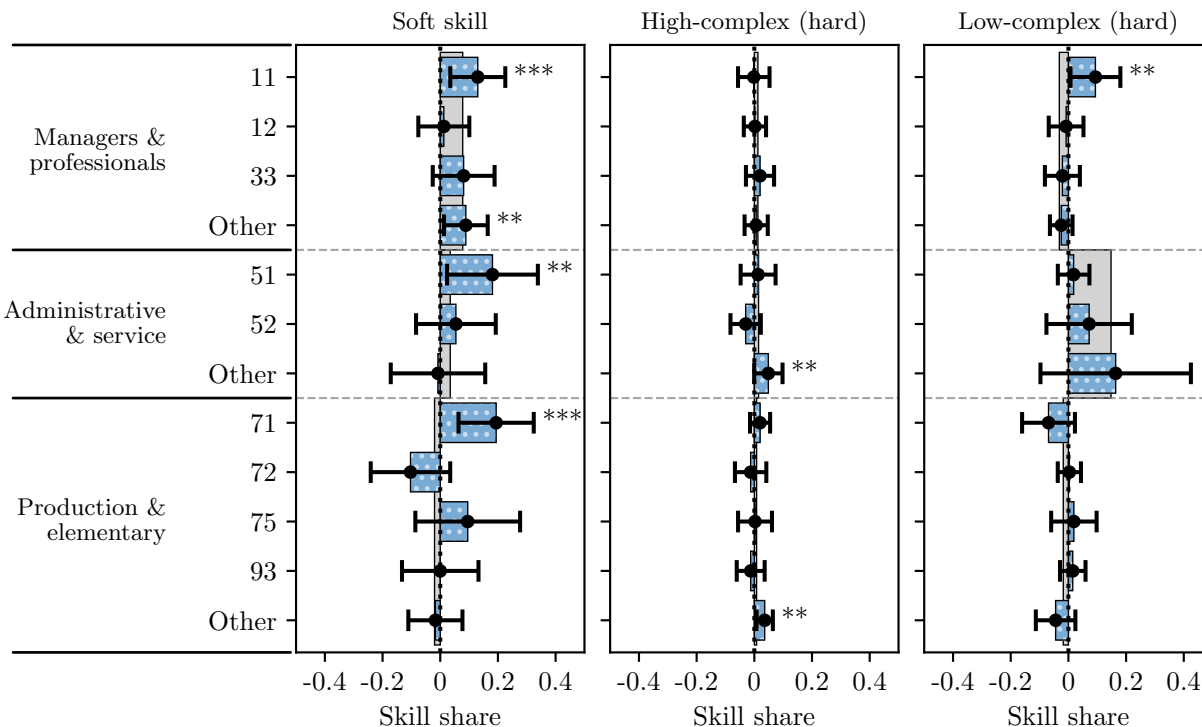 Soft skill High-complex (hard) Low-complex (hard)
11 *** **
Managers &
professionals
12
33
Other **
51 **
Administrative
& service
52
Other **
71 ***
72
Production &
elementary
75
93
Other **
-0.4 -0.2 0 0.2 0.4 -0.4 -0.2 0 0.2 0.4 -0.4 -0.2 0 0.2 0.4
Skill share Skill share Skill share